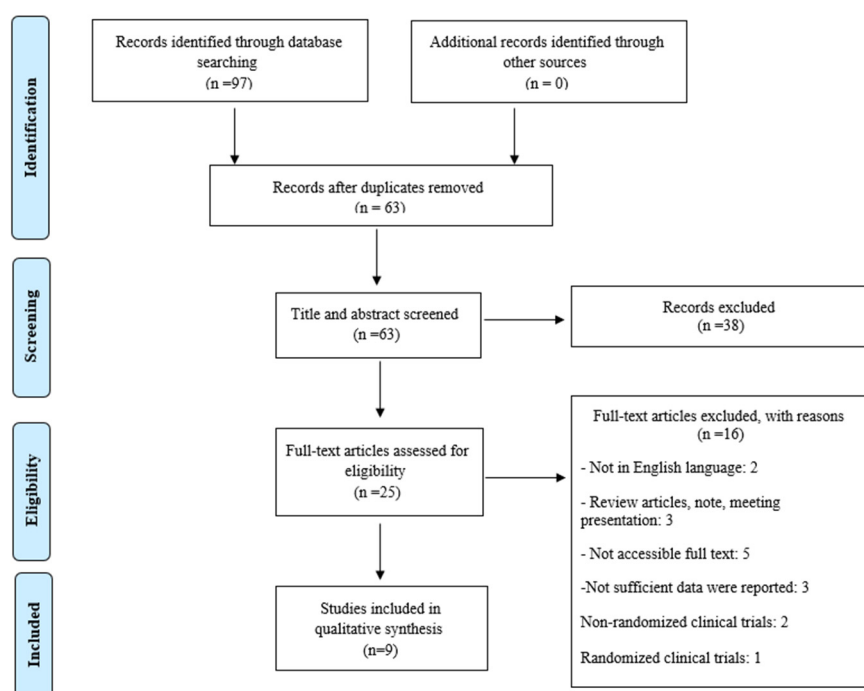 Identification
Records identified through database
searching
(n =97)
Additional records identified through
other sources
(n = 0)
Records after duplicates removed
(n = 63)
Screening
Title and abstract screened
(n =63)
Records excluded
(n =38)
Eligibility
Full-text articles assessed for
eligibility
(n =25)
Full-text articles excluded, with reasons
(n =16)
- Not in English language: 2
- Review articles, note, meeting
presentation: 3
- Not accessible full text: 5
-Not sufficient data were reported: 3
Non-randomized clinical trials: 2
Randomized clinical trials: 1
Included
Studies included in
qualitative synthesis
(n=9)